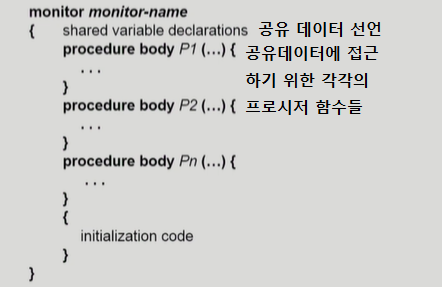 monitor monitor-name
{ shared variable declarations 공유 데이터 선언
procedure body P1 (...) { 공유데이터에 접근
... 하기 위한 각각의
}
procedure body P2 (...) { 프로시저 함수들
...
}
procedure body Pn (...) {
...
}
{
initialization code
}
}